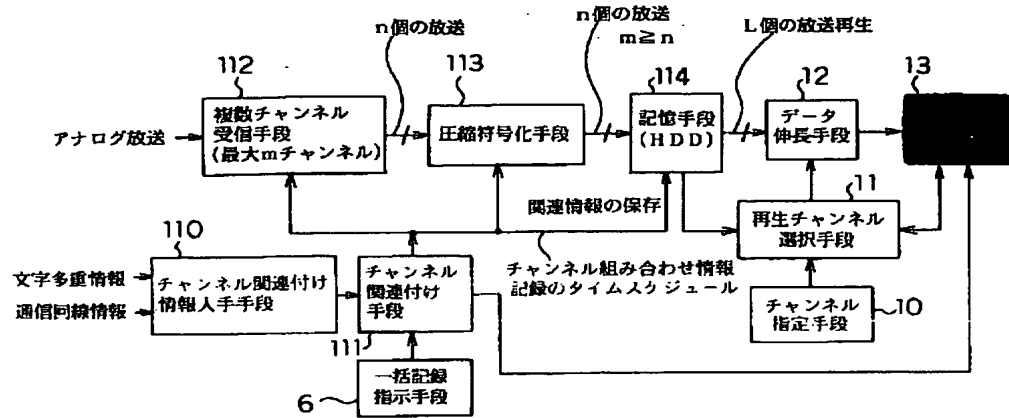 n個の放送
n個の放送
m≧n
L個の放送再生
112
113
114
12
13
アナログ放送
複数チャンネル
受信手段
(最大mチャンネル)
圧縮符号化手段
記憶手段
(HDD)
データ
伸長手段
関連情報の保存
11
再生チャンネル
選択手段
110
文字多重情報
通信回線情報
チャンネル関連付け
情報入手手段
チャンネル
関連付け
手段
チャンネル組み合わせ情報
記録のタイムスケジュール
チャンネル
指定手段
10
111
一括記録
指示手段
6